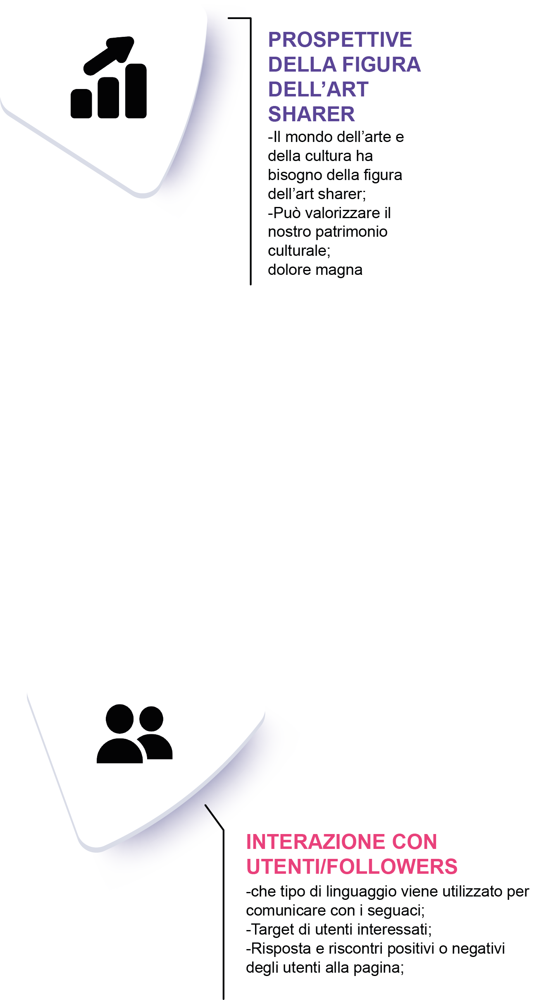 PROSPETTIVE
DELLA FIGURA
DELL’ART
SHARER
-Il mondo dell’arte e
della cultura ha
bisogno della figura
dell’art sharer;
-Può valorizzare il
nostro patrimonio
culturale;
dolore magna
INTERAZIONE CON
UTENTI/FOLLOWERS
-che tipo di linguaggio viene utilizzato per
comunicare con i seguaci;
-Target di utenti interessati;
-Risposta e riscontri positivi o negativi
degli utenti alla pagina;